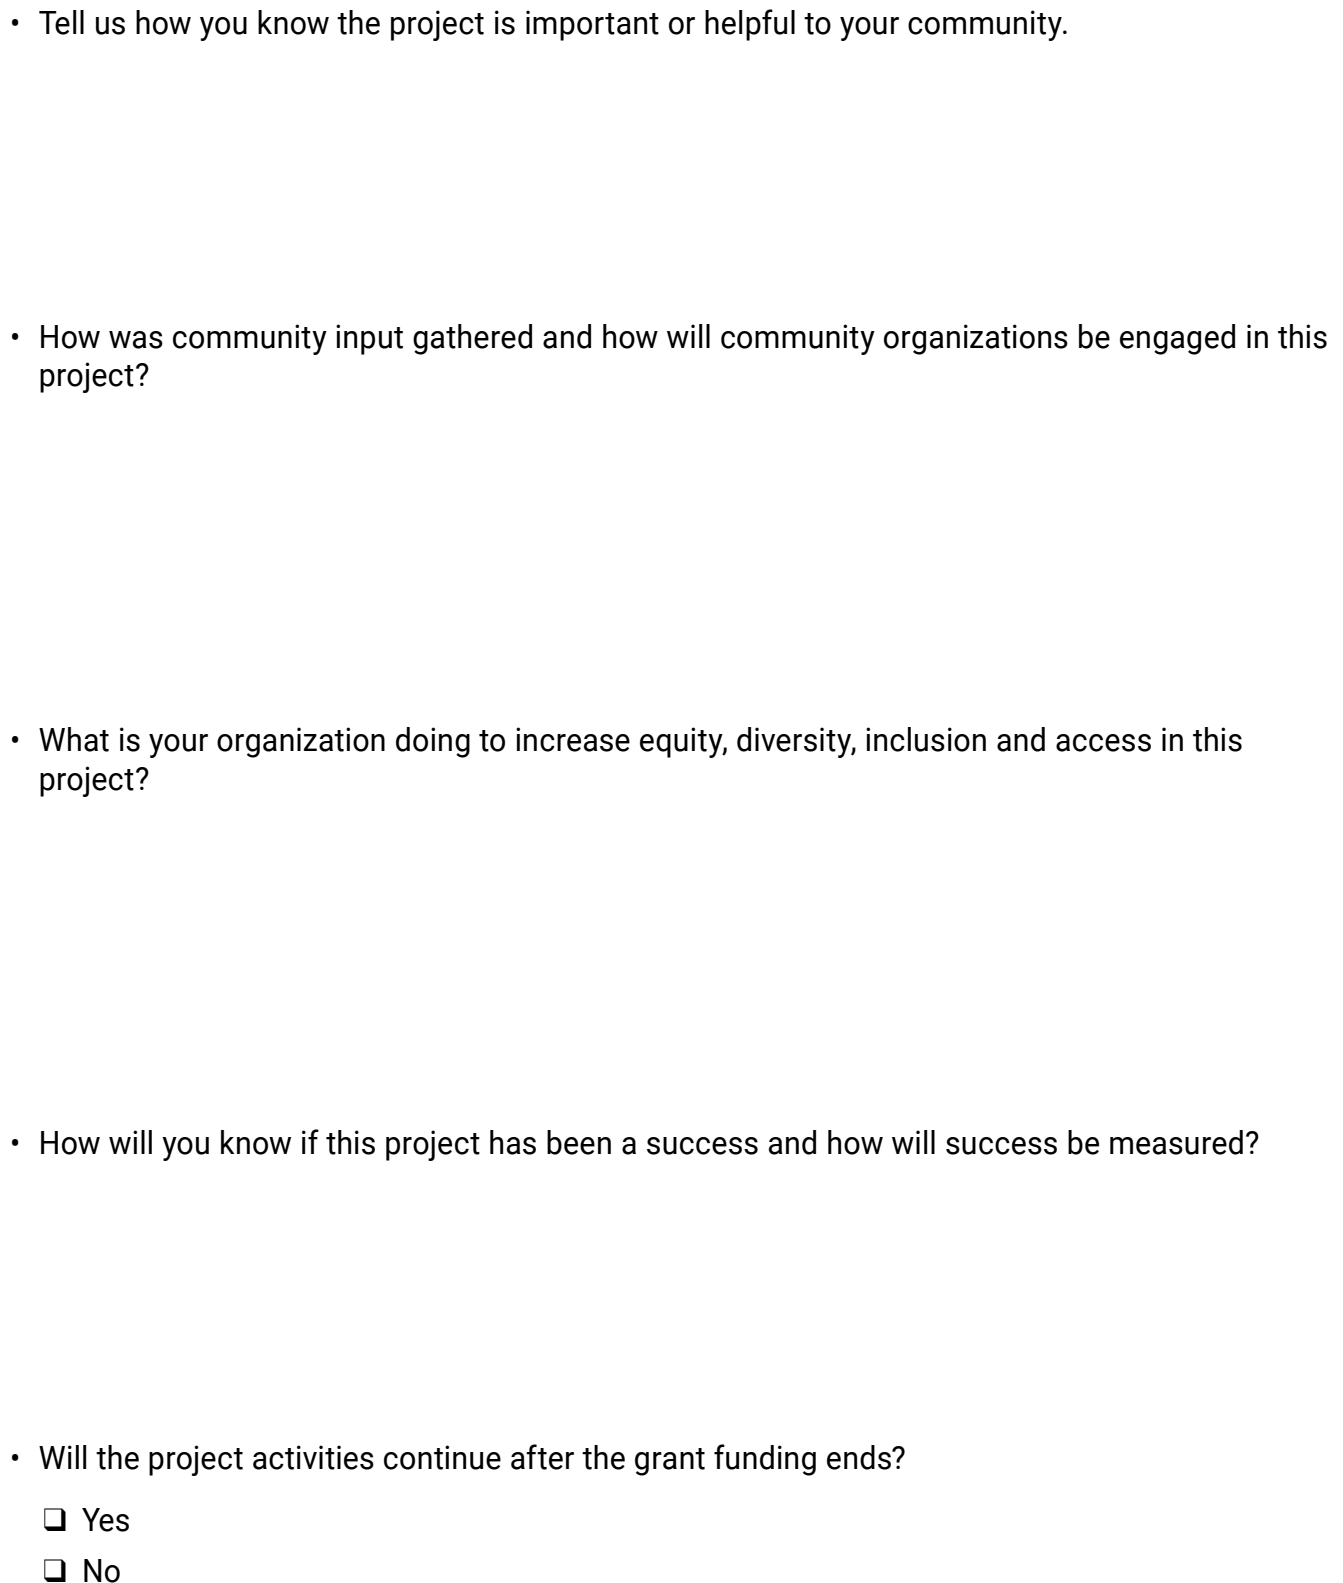 • Tell us how you know the project is important or helpful to your community.
• How was community input gathered and how will community organizations be engaged in this
project?
• What is your organization doing to increase equity, diversity, inclusion and access in this
project?
• How will you know if this project has been a success and how will success be measured?
• Will the project activities continue after the grant funding ends?
❏ Yes
❏ No